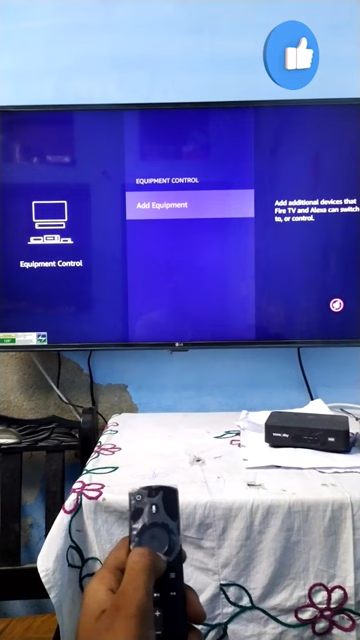 EQUIPMENT CONTROL
Add Equipment
Add additional devices that
Fire TV and Alexa can switch
to, or control.
Equipment Control
LG